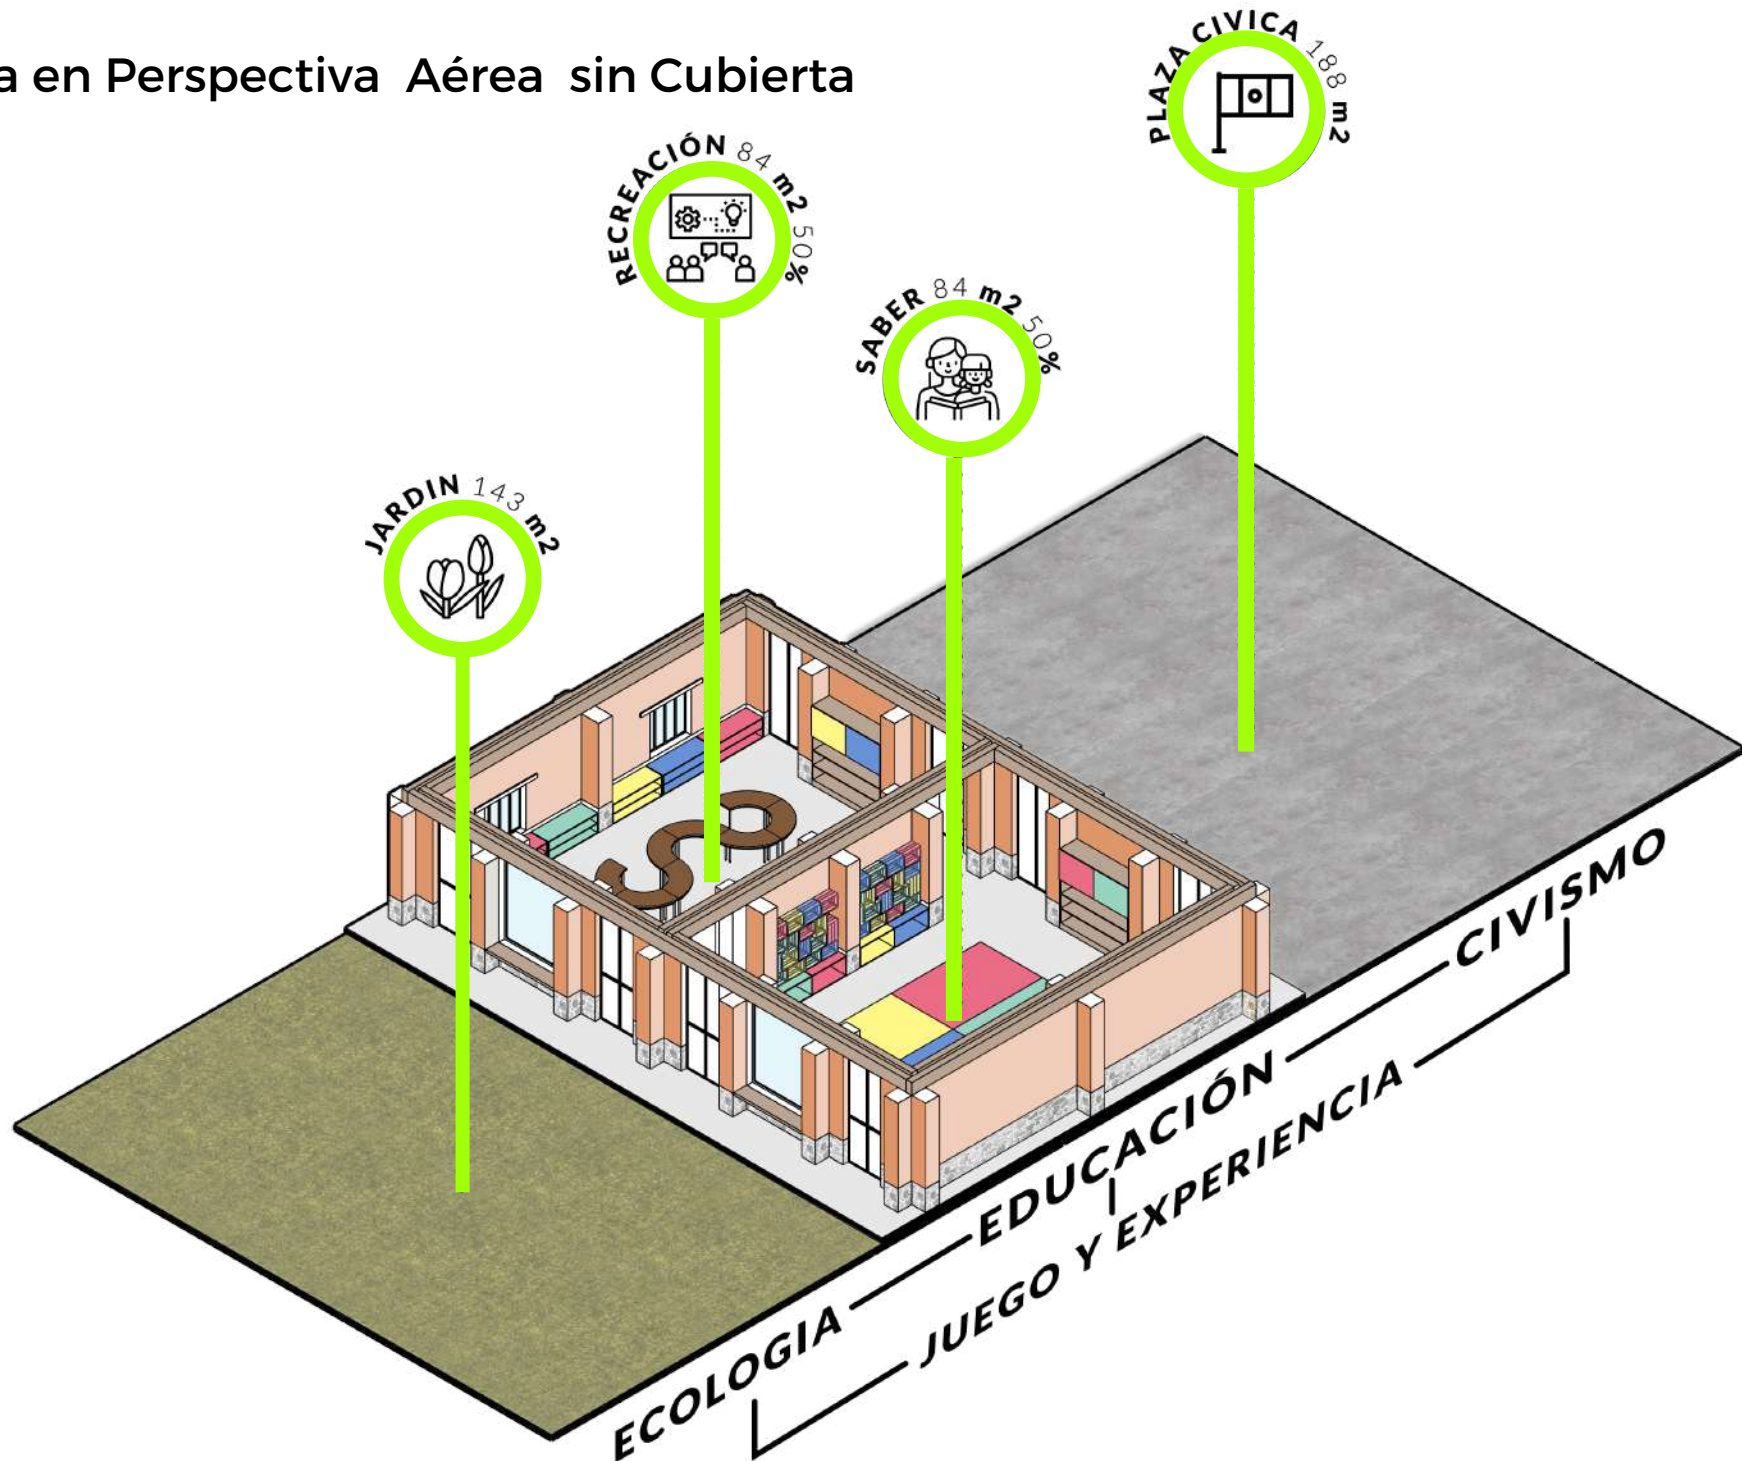 a en Perspectiva Aérea sin Cubierta
PLAZA CIVICA 188 m2
RECREACIÓN 84 m2 50%
SABER 84 m2 50%
JARDIN 143 m2
CIVISMO
EDUCACIÓN
ECOLOGIA
JUEGO Y EXPERIENCIA